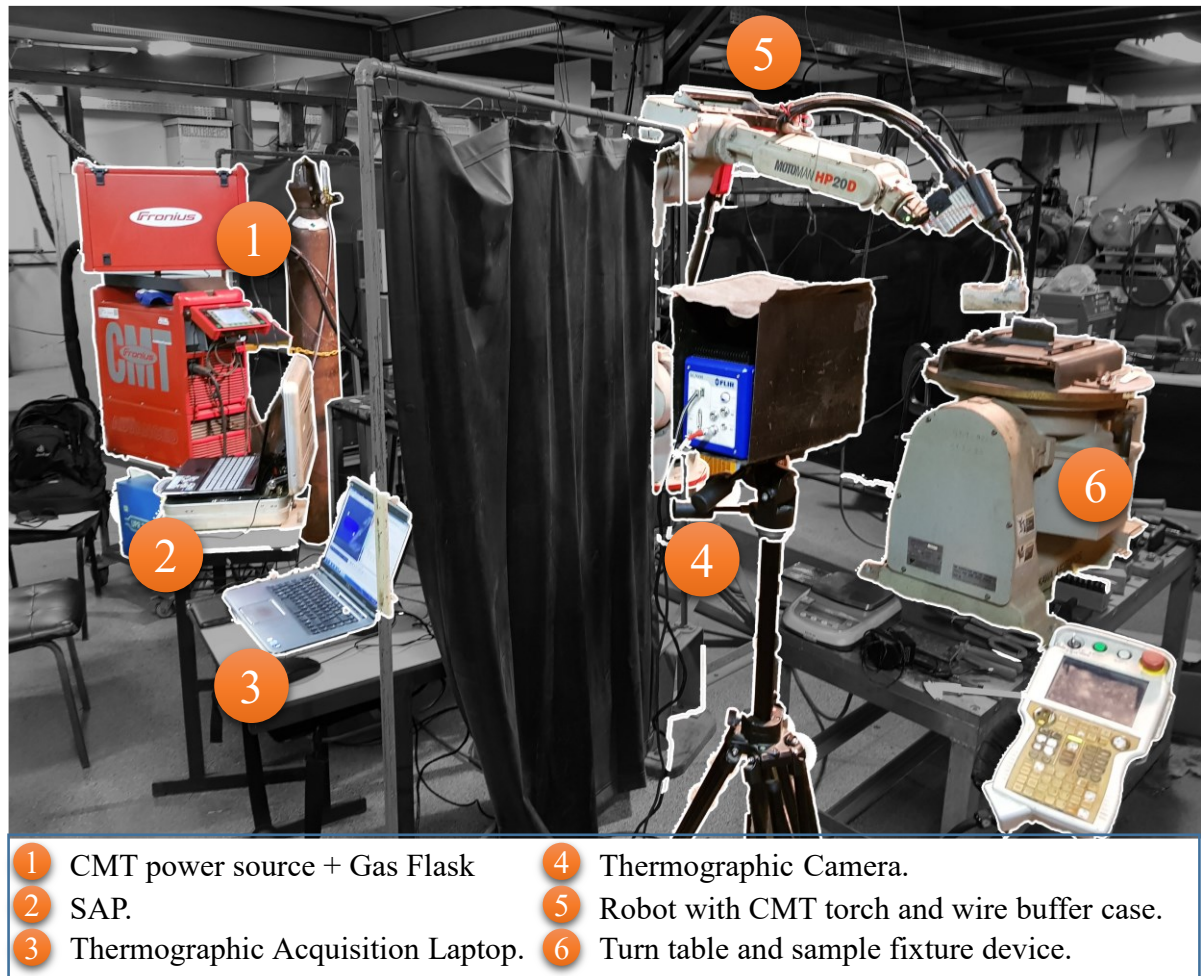 5
Fronius
1
MOTOMAN HP20D
CMT
Fronius
FLIR
6
2
4
3
1 CMT power source + Gas Flask
2 SAP.
3 Thermographic Acquisition Laptop.
4 Thermographic Camera.
5 Robot with CMT torch and wire buffer case.
6 Turn table and sample fixture device.